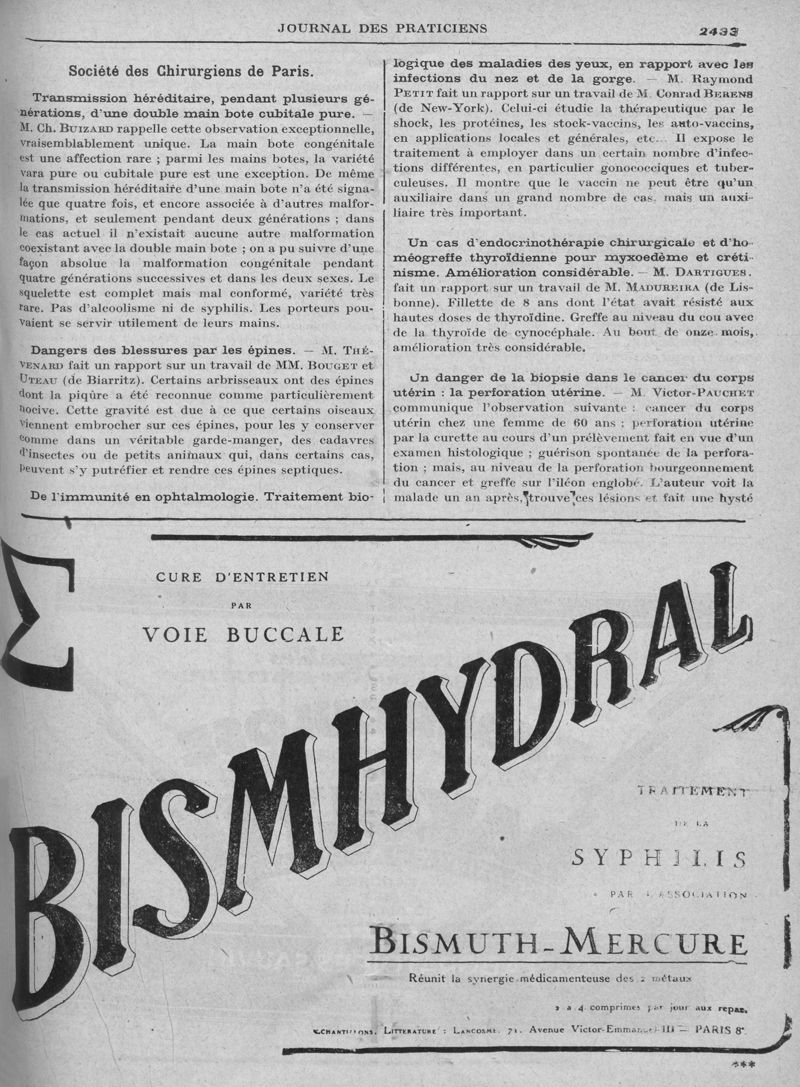 JOURNAL DES PRATICIENS
2433
Société des Chirurgiens de Paris.
Transmission héréditaire, pendant plusieurs gé-
nérations, d'une double main bote cubitale pure. —
M. Ch. BUIZARD rappelle cette observation exceptionnelle,
vraisemblablement unique. La main bote congénitale
est une affection rare ; parmi les mains botes, la variété
vara pure ou cubitale pure est une exception. De même
la transmission héréditaire d'une main bote n'a été signa-
lée que quatre fois, et encore associée à d'autres malfor-
mations, et seulement pendant deux générations ; dans
le cas actuel il n'existait aucune autre malformation
coexistant avec la double main bote ; on a pu suivre d'une
façon absolue la malformation congénitale pendant
quatre générations successives et dans les deux sexes. Le
squelette est complet mais mal conformé, variété très
rare. Pas d'alcoolisme ni de syphilis. Les porteurs pou-
vaient se servir utilement de leurs mains.
Dangers des blessures par les épines. — M. THÉ-
VENARD fait un rapport sur un travail de MM. BOUGET et
UTEAU (de Biarritz). Certains arbrisseaux ont des épines
dont la piqûre a été reconnue comme particulièrement
nocive. Cette gravité est due à ce que certains oiseaux
viennent embrocher sur ces épines, pour les y conserver
comme dans un véritable garde-manger, des cadavres
d'insectes ou de petits animaux qui, dans certains cas,
peuvent s'y putréfier et rendre ces épines septiques.
De l'immunité en ophtalmologie. Traitement bio-
logique des maladies des yeux, en rapport avec les
infections du nez et de la gorge. — M. Raymond
PETIT fait un rapport sur un travail de M. Conrad BERENS
(de New-York). Celui-ci étudie la thérapeutique par le
shock, les protéines, les stock-vaccins, les auto-vaccins,
en applications locales et générales, etc... Il expose le
traitement à employer dans un certain nombre d'infec-
tions différentes, en particulier gonococciques et tuber-
culeuses. Il montre que le vaccin ne peut être qu'un
auxiliaire dans un grand nombre de cas, mais un auxi-
liaire très important.
Un cas d'endocrinothérapie chirurgicale et d'ho-
méogreffe thyroïdienne pour myxoedème et créti-
nisme. Amélioration considérable. — M. DARTIGUES.
fait un rapport sur un travail de M. MADUREIRA (de Lis-
bonne). Fillette de 8 ans dont l'état avait résisté aux
hautes doses de thyroïdine. Greffe au niveau du cou avec
de la thyroïde de cynocéphale. Au bout de onze mois,
amélioration très considérable.
Un danger de la biopsie dans le cancer du corps
utérin : la perforation utérine. — M. Victor-PAUCHET
communique l'observation suivante : cancer du corps
utérin chez une femme de 60 ans ; perforation utérine
par la curette au cours d'un prélèvement fait en vue d'un
examen histologique ; guérison spontanée de la perfora-
tion ; mais, au niveau de la perforation bourgeonnement
du cancer et greffe sur l'iléon englobé. L'auteur voit la
malade un an après, trouve ces lésions et fait une hysté
CURE D'ENTRETIEN
PAR
VOIE BUCCALE
BISMHYDRAL
TRAITEMENT
DE LA
SYPHILIS
PAR L'ASSOCIATION
BISMUTH-MERCURE
Réunit la synergie médicamenteuse des 2 métaux
2 a 4 comprimes par jour aux repas.
ECHANTILLONS, LITTERATURE : LANCOSME, 71, Avenue Victor-Emmanuel-III — PARIS 8e.
***